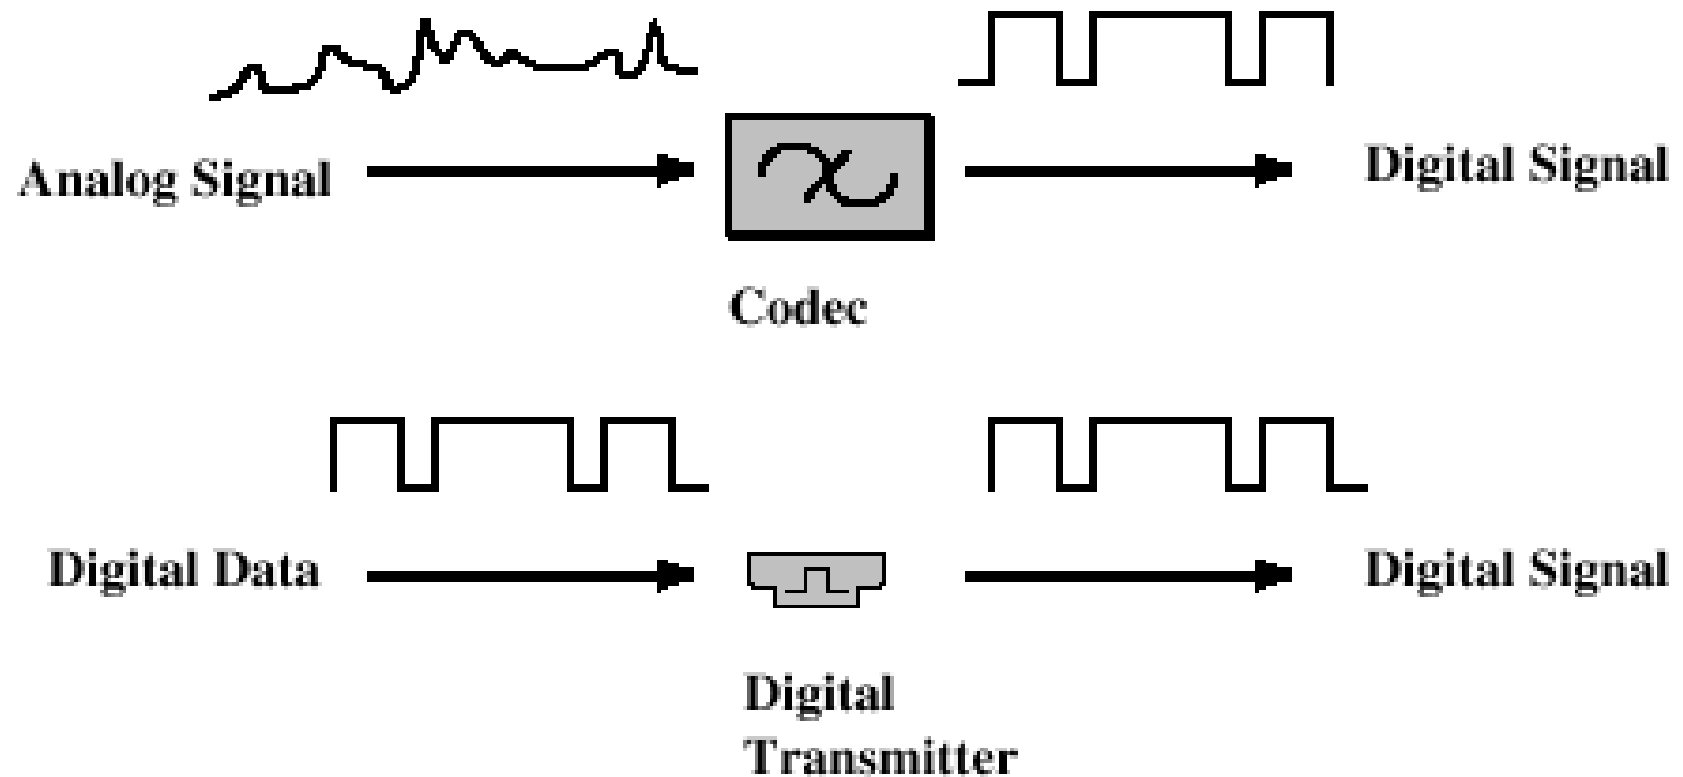 Analog Signal
Digital Signal
Codec
Digital Data
Digital Signal
Digital
Transmitter